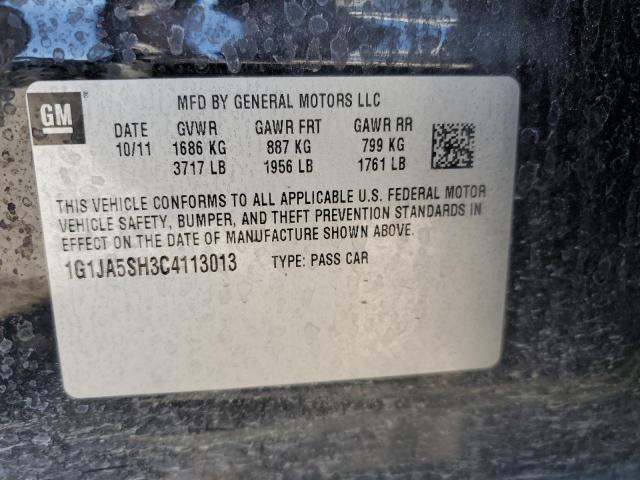 GM ®
MFD BY GENERAL MOTORS LLC
DATE GVWR GAWR FRT GAWR RR
10/11 1686 KG 887 KG 799 KG
3717 LB 1956 LB 1761 LB
THIS VEHICLE CONFORMS TO ALL APPLICABLE U.S. FEDERAL MOTOR
VEHICLE SAFETY, BUMPER, AND THEFT PREVENTION STANDARDS IN
EFFECT ON THE DATE OF MANUFACTURE SHOWN ABOVE.
1G1JA5SH3C4113013 TYPE: PASS CAR